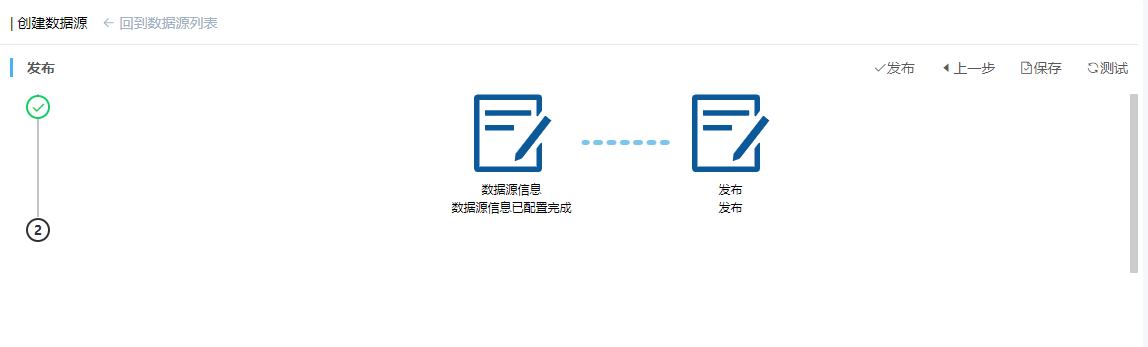 | 创建数据源 ← 回到数据源列表
发布 发布 上一步 保存 测试
数据源信息 发布
数据源信息已配置完成 发布
2